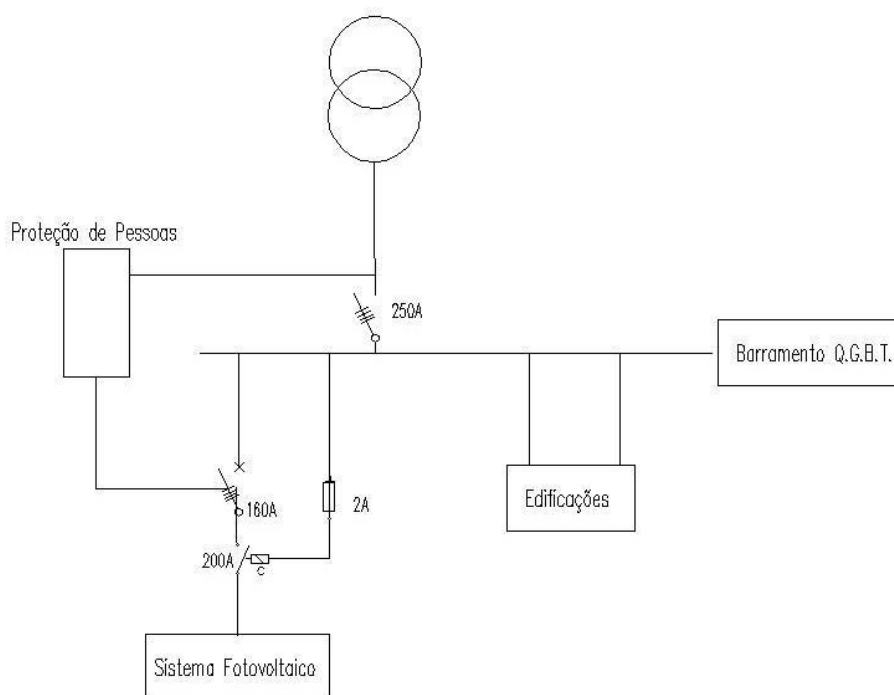 Proteção de Pessoas
250A
Barramento Q.G.B.T.
160A
2A
Edificações
200A
C
Sistema Fotovoltaico